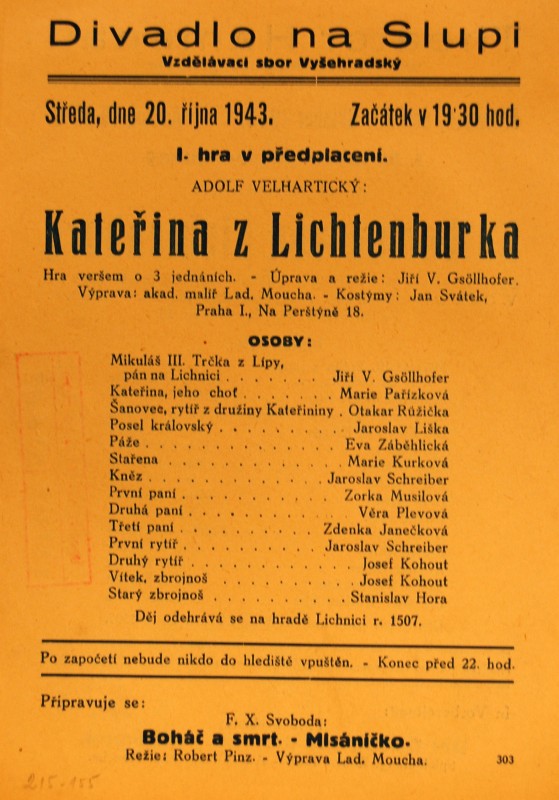 Divadlo na Slupi
Vzdělávací sbor Vyšehradský
Středa, dne 20. října 1943. Začátek v 19·30 hod.
I. hra v předplacení.
ADOLF VELHARTICKÝ:
Kateřina z Lichtenburka
Hra veršem o 3 jednáních. - Úprava a režie: Jiří V. Gsöllhofer.
Výprava: akad. malíř Lad. Moucha. - Kostýmy: Jan Svátek,
Praha I., Na Perštýně 18.
OSOBY:
Mikuláš III. Trčka z Lípy,
pán na Lichnici . . . . . . . Jiří V. Gsöllhofer
Kateřina, jeho choť . . . . . . . Marie Pařízková
Šanovec, rytíř z družiny Kateřininy . Otakar Růžička
Posel královský . . . . . . . . . Jaroslav Liška
Páže . . . . . . . . . . . . . Eva Záběhlická
Stařena . . . . . . . . . . . . Marie Kurková
Kněz . . . . . . . . . . . . Jaroslav Schreiber
První paní . . . . . . . . . . . Zorka Musilová
Druhá paní . . . . . . . . . . . Věra Plevová
Třetí paní . . . . . . . . . . Zdenka Janečková
První rytíř . . . . . . . . . . Jaroslav Schreiber
Druhý rytíř . . . . . . . . . . . Josef Kohout
Vítek, zbrojnoš . . . . . . . . . Josef Kohout
Starý zbrojnoš . . . . . . . . . . Stanislav Hora
Děj odehrává se na hradě Lichnici r. 1507.
Po započetí nebude nikdo do hlediště vpuštěn. - Konec před 22. hod.
Připravuje se:
F. X. Svoboda:
Boháč a smrt. - Mlsáníčko.
Režie: Robert Pinz. - Výprava Lad. Moucha. 303
215-155